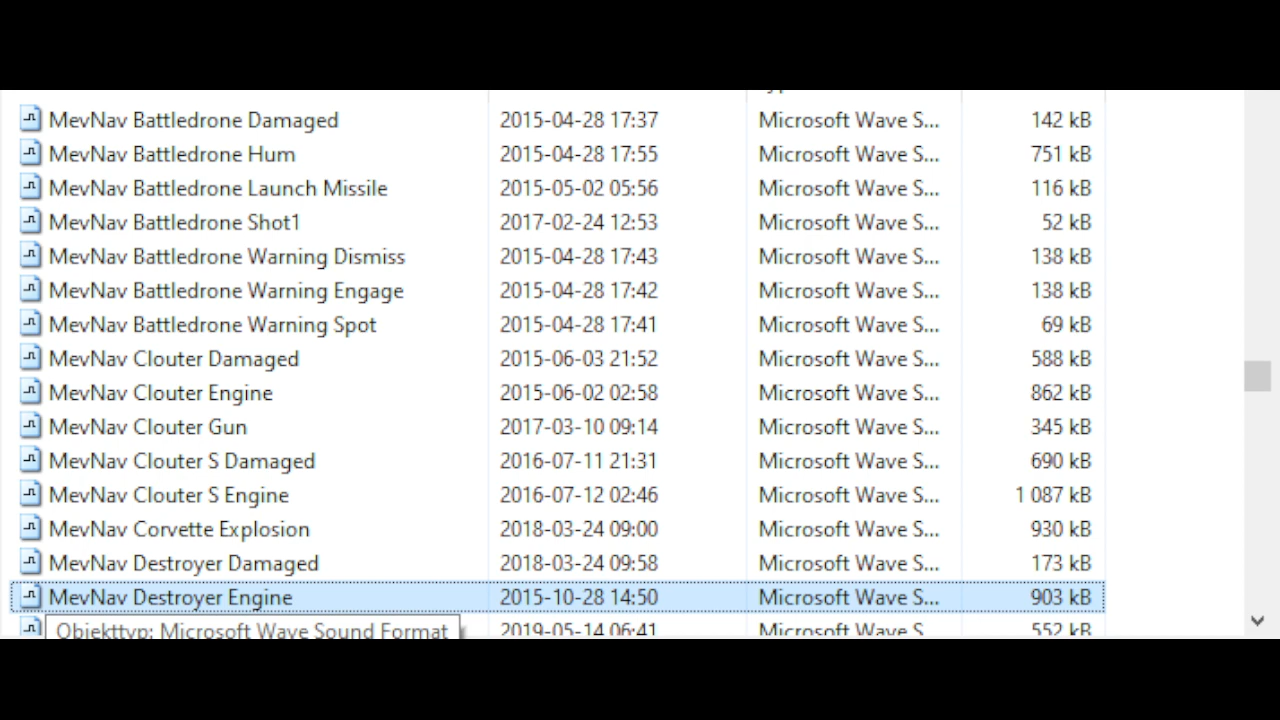 MevNav Battledrone Damaged 2015-04-28 17:37 Microsoft Wave S... 142 kB
MevNav Battledrone Hum 2015-04-28 17:55 Microsoft Wave S... 751 kB
MevNav Battledrone Launch Missile 2015-05-02 05:56 Microsoft Wave S... 116 kB
MevNav Battledrone Shot1 2017-02-24 12:53 Microsoft Wave S... 52 kB
MevNav Battledrone Warning Dismiss 2015-04-28 17:43 Microsoft Wave S... 138 kB
MevNav Battledrone Warning Engage 2015-04-28 17:42 Microsoft Wave S... 138 kB
MevNav Battledrone Warning Spot 2015-04-28 17:41 Microsoft Wave S... 69 kB
MevNav Clouter Damaged 2015-06-03 21:52 Microsoft Wave S... 588 kB
MevNav Clouter Engine 2015-06-02 02:58 Microsoft Wave S... 862 kB
MevNav Clouter Gun 2017-03-10 09:14 Microsoft Wave S... 345 kB
MevNav Clouter S Damaged 2016-07-11 21:31 Microsoft Wave S... 690 kB
MevNav Clouter S Engine 2016-07-12 02:46 Microsoft Wave S... 1 087 kB
MevNav Corvette Explosion 2018-03-24 09:00 Microsoft Wave S... 930 kB
MevNav Destroyer Damaged 2018-03-24 09:58 Microsoft Wave S... 173 kB
MevNav Destroyer Engine 2015-10-28 14:50 Microsoft Wave S... 903 kB
Objekttyp: Microsoft Wave Sound Format 2019-05-14 06:41 Microsoft Wave S... 552 kB